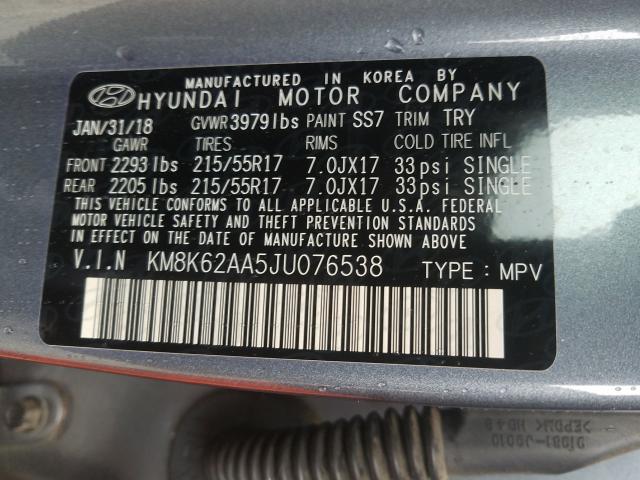 MANUFACTURED IN KOREA BY
HYUNDAI MOTOR COMPANY
JAN/31/18 GVWR 3979lbs PAINT SS7 TRIM TRY
GAWR TIRES RIMS COLD TIRE INFL
FRONT 2293lbs 215/55R17 7.0JX17 33psi SINGLE
REAR 2205lbs 215/55R17 7.0JX17 33psi SINGLE
THIS VEHICLE CONFORMS TO ALL APPLICABLE U.S.A. FEDERAL
MOTOR VEHICLE SAFETY AND THEFT PREVENTION STANDARDS
IN EFFECT ON THE DATE OF MANUFACTURE SHOWN ABOVE.
V.I.N KM8K62AA5JU076538 TYPE: MPV